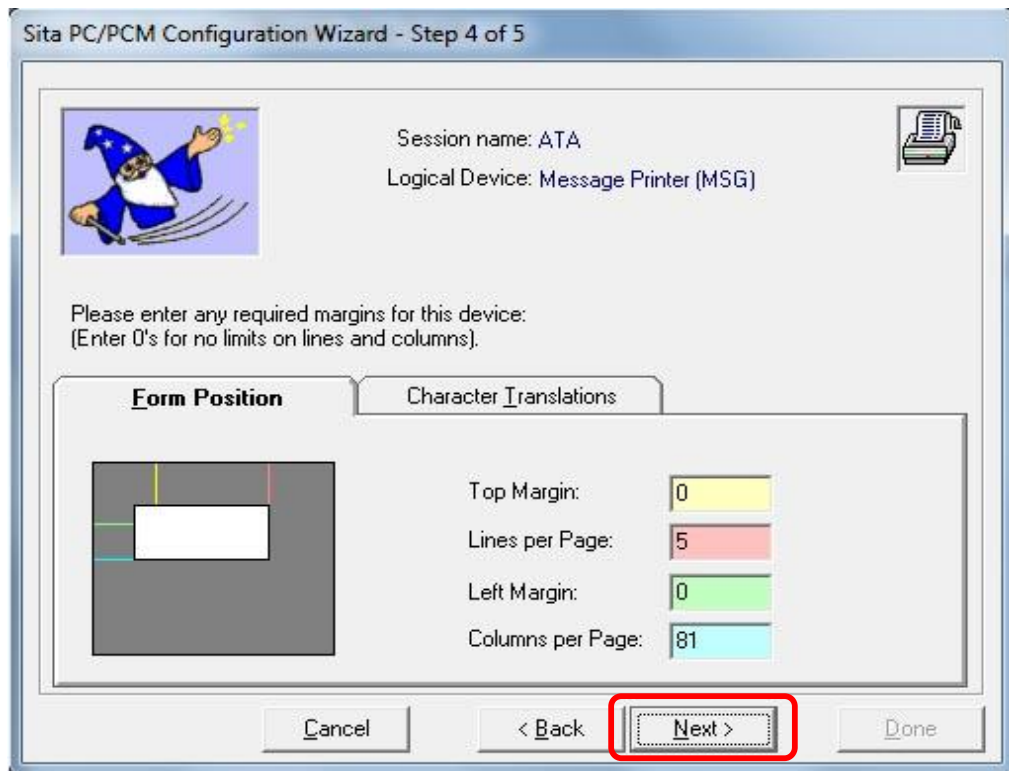 Sita PC/PCM Configuration Wizard - Step 4 of 5
Session name: ATA
Logical Device: Message Printer (MSG)
Please enter any required margins for this device:
(Enter 0's for no limits on lines and columns).
Form Position
Character Translations
Top Margin: 0
Lines per Page: 5
Left Margin: 0
Columns per Page: 81
Cancel
< Back
Next >
Done